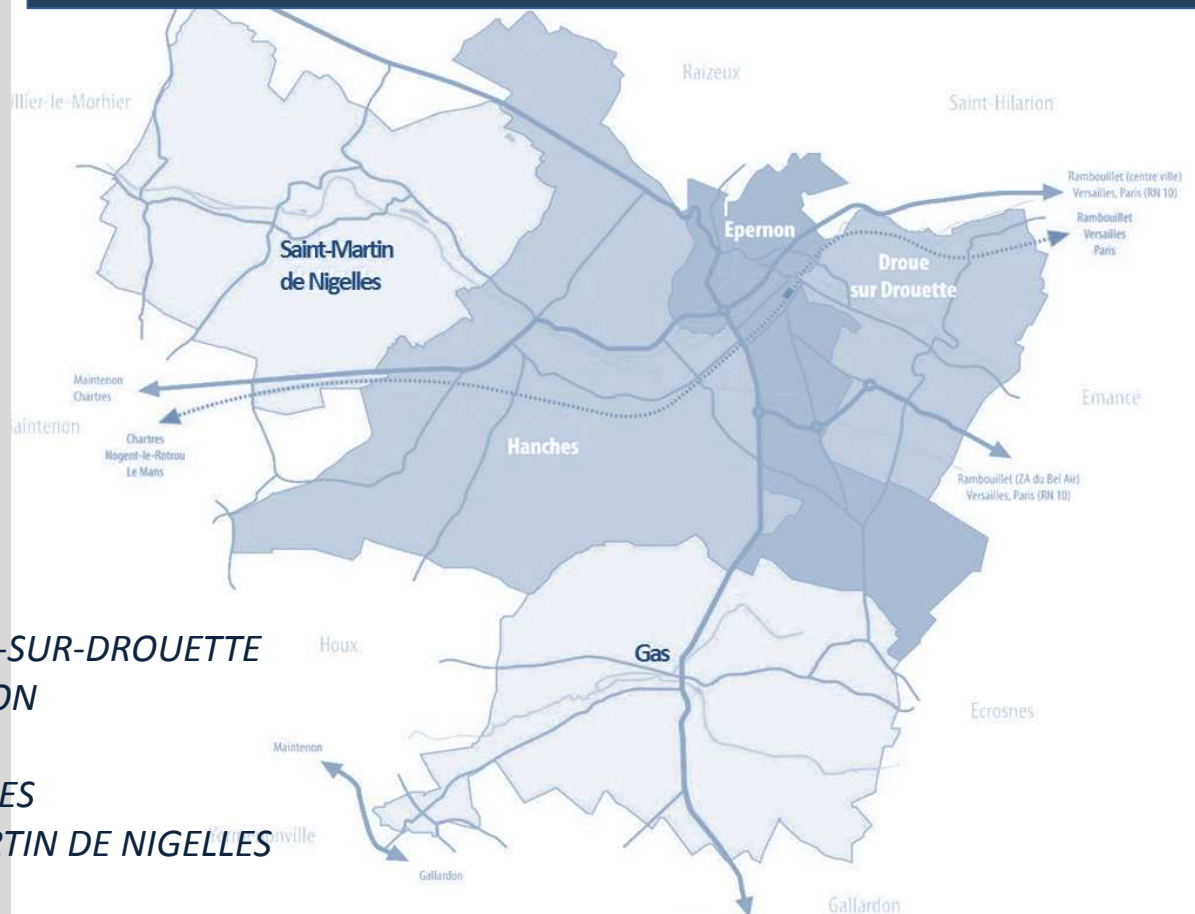 Raizeux
illier-le-Morhier
Saint-Hilarion
Rambouillet (centre ville)
Versailles, Paris (RN 10)
Rambouillet
Versailles
Paris
Epernon
Saint-Martin
de Nigelles
Droue
sur Drouette
Maintenon
Chartres
Emancé
aintenon
Chartres
Nogent-le-Rotrou
Le Mans
Hanches
Rambouillet (ZA du Bel Air)
Versailles, Paris (RN 10)
-SUR-DROUETTE
Houx
Gas
ON
Ecrosnes
Maintenon
ES
RTIN DE NIGELLES
Gallardon
Gallardon